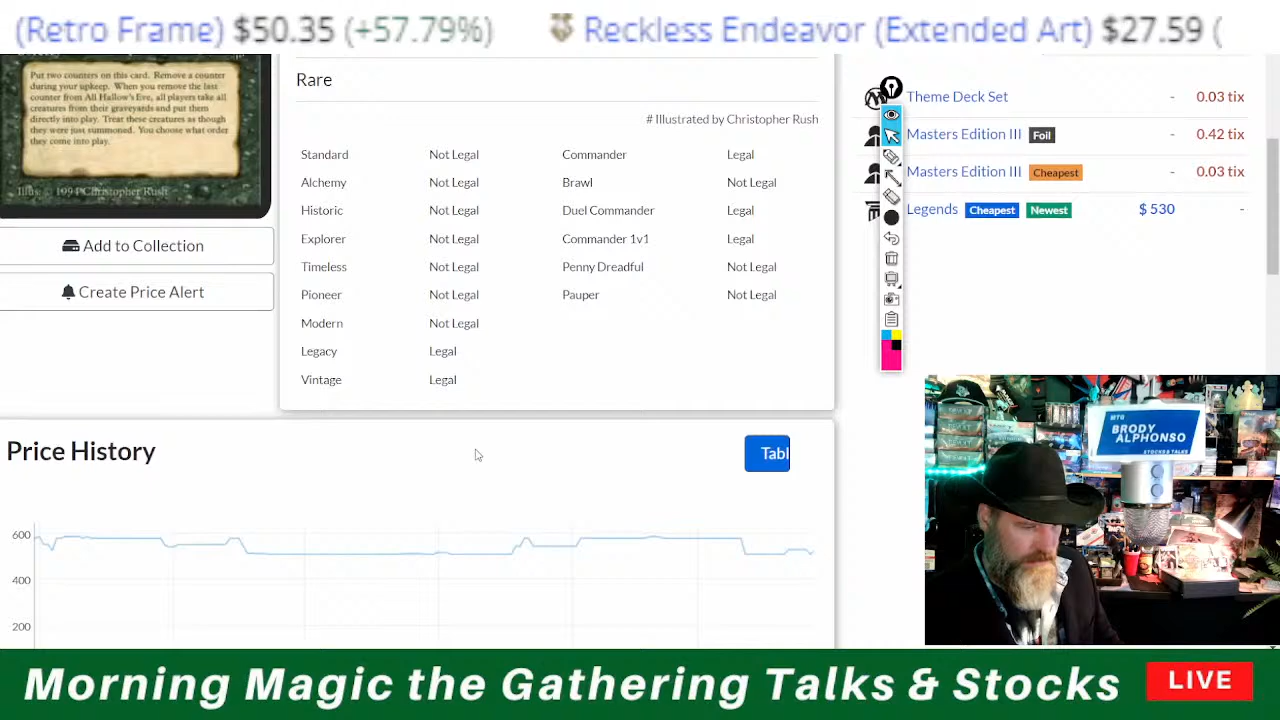 (Retro Frame) $50.35 (+57.79%) Reckless Endeavor (Extended Art) $27.59 (
Put two counters on this card. Remove a counter
during your upkeep. When you remove the last
counter from All Hallow's Eve, all players take all
creatures from their graveyards and put them
directly into play. Treat these creatures as though
they were just summoned. You choose what order
they come into play.
Illus. © 1994 Christopher Rush
Add to Collection
Create Price Alert
Rare
# Illustrated by Christopher Rush
Standard Not Legal Commander Legal
Alchemy Not Legal Brawl Not Legal
Historic Not Legal Duel Commander Legal
Explorer Not Legal Commander 1v1 Legal
Timeless Not Legal Penny Dreadful Not Legal
Pioneer Not Legal Pauper Not Legal
Modern Not Legal
Legacy Legal
Vintage Legal
Theme Deck Set - 0.03 tix
Masters Edition III Foil - 0.42 tix
Masters Edition III Cheapest - 0.03 tix
Legends Cheapest Newest $ 530 -
Price History
Tabl
600
400
200
MTG
BRODY
ALPHONSO
STOCKS & TALKS
Morning Magic the Gathering Talks & Stocks
LIVE